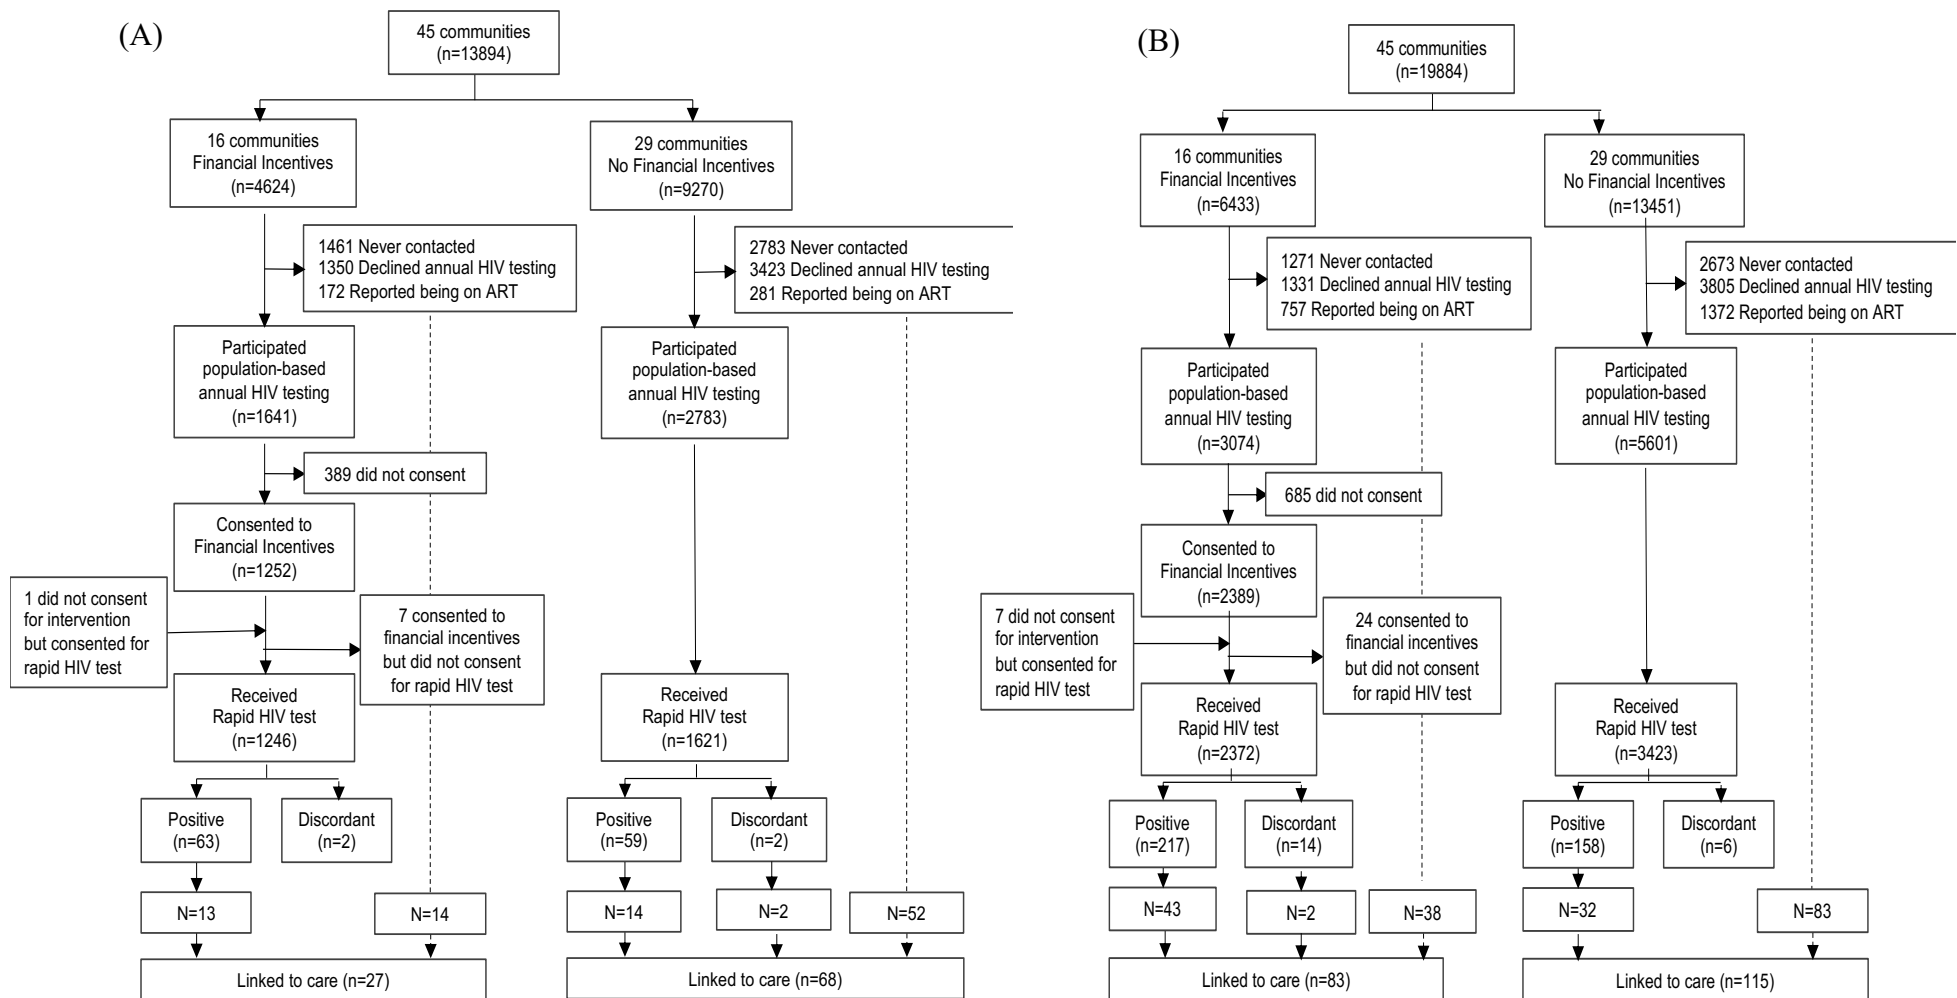 (A)
45 communities
(n=13894)
16 communities
Financial Incentives
(n=4624)
29 communities
No Financial Incentives
(n=9270)
1461 Never contacted
1350 Declined annual HIV testing
172 Reported being on ART
2783 Never contacted
3423 Declined annual HIV testing
281 Reported being on ART
Participated
population-based
annual HIV testing
(n=1641)
Participated
population-based
annual HIV testing
(n=2783)
389 did not consent
Consented to
Financial Incentives
(n=1252)
1 did not consent
for intervention
but consented for
rapid HIV test
7 consented to
financial incentives
but did not consent
for rapid HIV test
Received
Rapid HIV test
(n=1246)
Received
Rapid HIV test
(n=1621)
Positive
(n=63)
Discordant
(n=2)
Positive
(n=59)
Discordant
(n=2)
N=13
N=14
N=14
N=2
N=52
Linked to care (n=27)
Linked to care (n=68)
(B)
45 communities
(n=19884)
16 communities
Financial Incentives
(n=6433)
29 communities
No Financial Incentives
(n=13451)
1271 Never contacted
1331 Declined annual HIV testing
757 Reported being on ART
2673 Never contacted
3805 Declined annual HIV testing
1372 Reported being on ART
Participated
population-based
annual HIV testing
(n=3074)
Participated
population-based
annual HIV testing
(n=5601)
685 did not consent
Consented to
Financial Incentives
(n=2389)
7 did not consent
for intervention
but consented for
rapid HIV test
24 consented to
financial incentives
but did not consent
for rapid HIV test
Received
Rapid HIV test
(n=2372)
Received
Rapid HIV test
(n=3423)
Positive
(n=217)
Discordant
(n=14)
Positive
(n=158)
Discordant
(n=6)
N=43
N=2
N=38
N=32
N=83
Linked to care (n=83)
Linked to care (n=115)